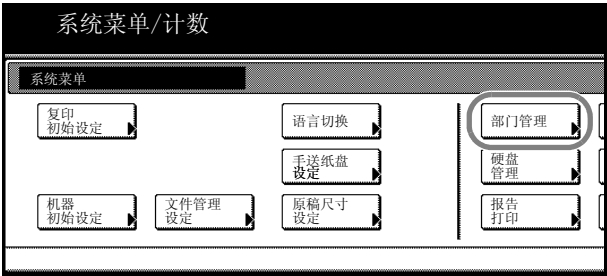 系统菜单/计数
系统菜单
复印
初始设定
语言切换
部门管理
手送纸盘
设定
硬盘
管理
机器
初始设定
文件管理
设定
原稿尺寸
设定
报告
打印